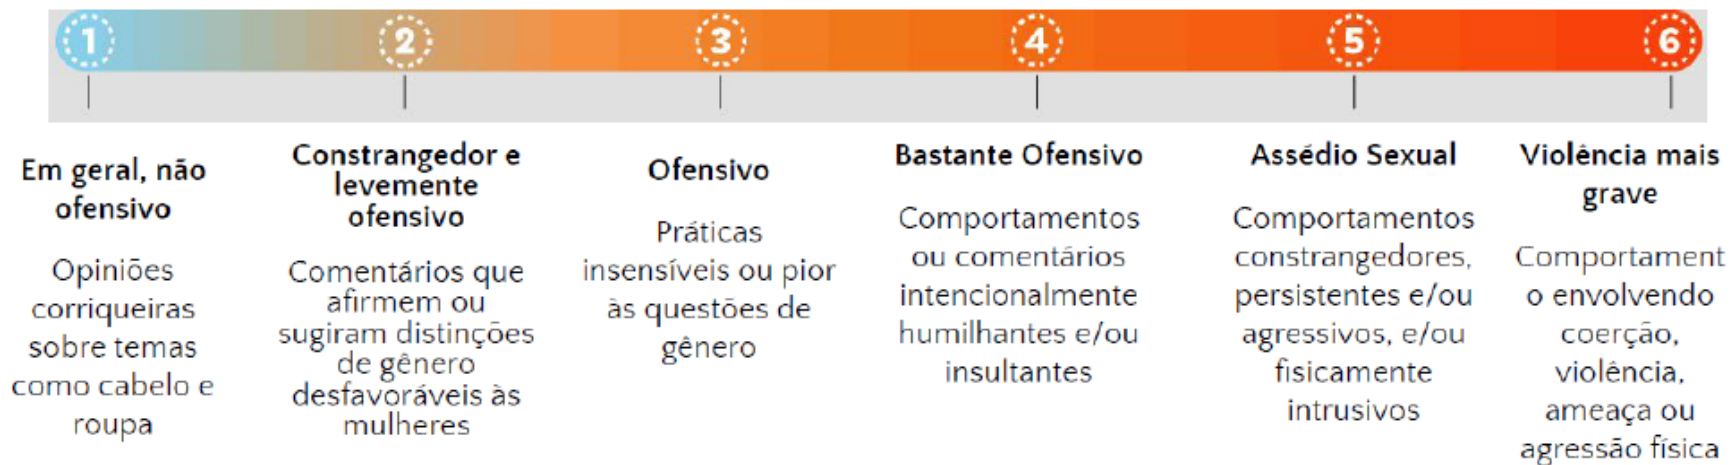 1
2
3
4
5
6
Em geral, não
ofensivo
Opiniões
corriqueiras
sobre temas
como cabelo e
roupa
Constrangedor e
levemente
ofensivo
Comentários que
afirmem ou
sugiram distinções
de gênero
desfavoráveis às
mulheres
Ofensivo
Práticas
insensíveis ou pior
às questões de
gênero
Bastante Ofensivo
Comportamentos
ou comentários
intencionalmente
humilhantes e/ou
insultantes
Assédio Sexual
Comportamentos
constrangedores,
persistentes e/ou
agressivos, e/ou
fisicamente
intrusivos
Violência mais
grave
Comportament
o envolvendo
coerção,
violência,
ameaça ou
agressão física